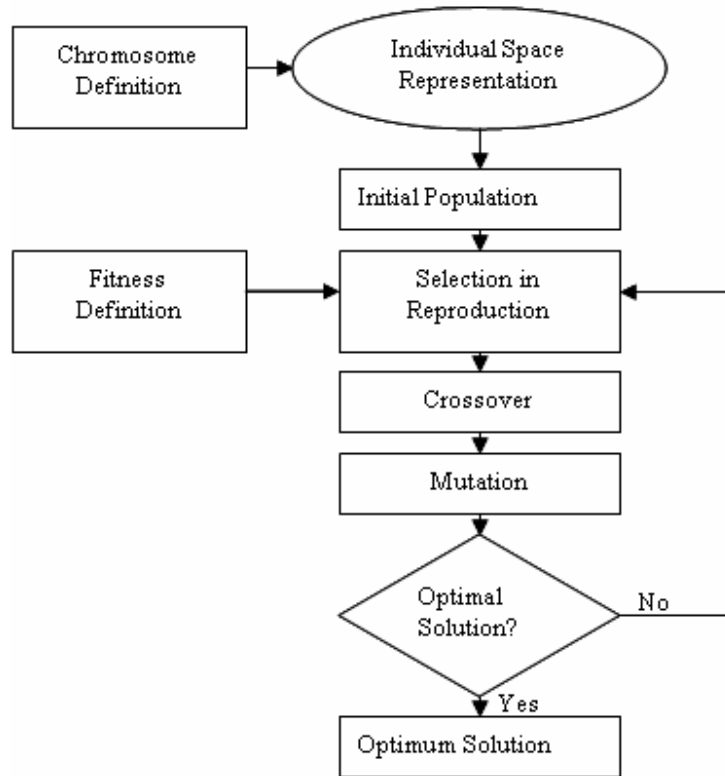 Chromosome
Definition
Individual Space
Representation
Initial Population
Fitness
Definition
Selection in
Reproduction
Crossover
Mutation
Optimal
Solution?
No
Yes
Optimum Solution